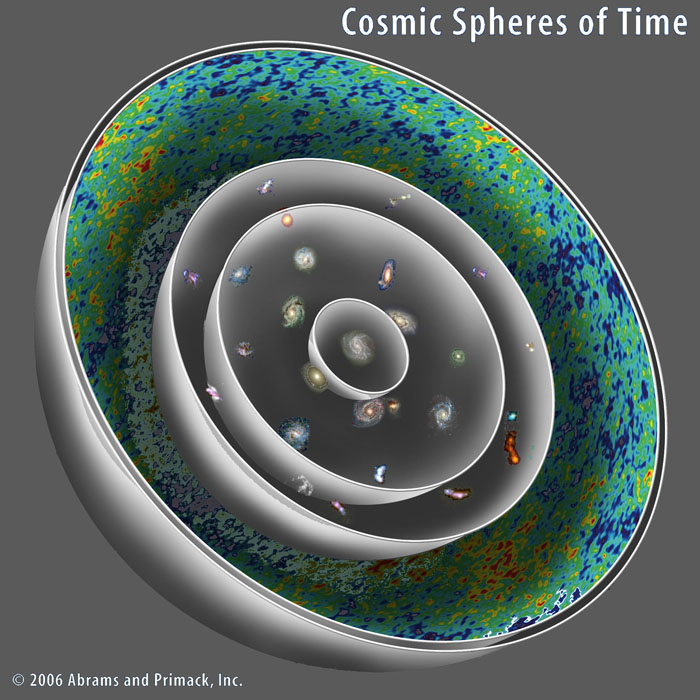 Cosmic Spheres of Time
© 2006 Abrams and Primack, Inc.